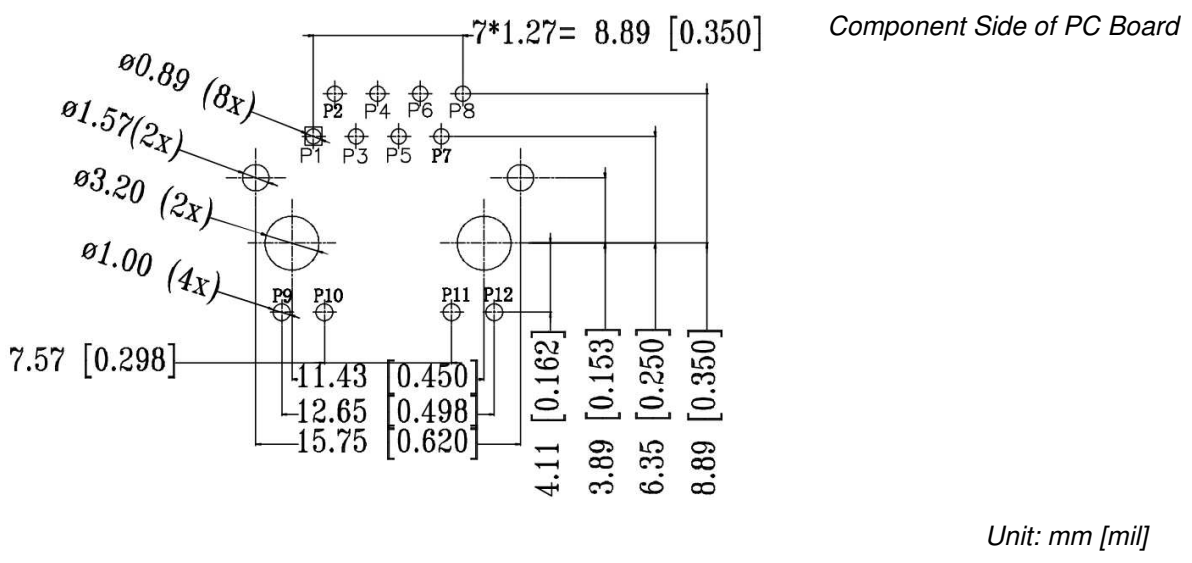 7*1.27= 8.89 [0.350]
Component Side of PC Board
ø0.89 (8x)
P2 P4 P6 P8
ø1.57(2x)
P1 P3 P5 P7
ø3.20 (2x)
ø1.00 (4x)
P9 P10 P11 P12
7.57 [0.298]
11.43 [0.450]
12.65 [0.498]
15.75 [0.620]
4.11 [0.162]
3.89 [0.153]
6.35 [0.250]
8.89 [0.350]
Unit: mm [mil]